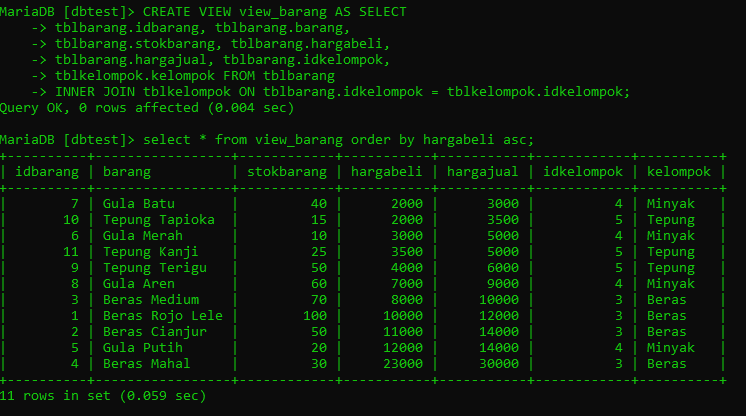 MariaDB [dbtest]> CREATE VIEW view_barang AS SELECT
    -> tblbarang.idbarang, tblbarang.barang,
    -> tblbarang.stokbarang, tblbarang.hargabeli,
    -> tblbarang.hargajual, tblbarang.idkelompok,
    -> tblkelompok.kelompok FROM tblbarang
    -> INNER JOIN tblkelompok ON tblbarang.idkelompok = tblkelompok.idkelompok;
Query OK, 0 rows affected (0.004 sec)

MariaDB [dbtest]> select * from view_barang order by hargabeli asc;
+----------+-----------------+------------+-----------+-----------+------------+----------+
| idbarang | barang          | stokbarang | hargabeli | hargajual | idkelompok | kelompok |
+----------+-----------------+------------+-----------+-----------+------------+----------+
|        7 | Gula Batu       |         40 |      2000 |      3000 |          4 | Minyak   |
|       10 | Tepung Tapioka  |         15 |      2000 |      3500 |          5 | Tepung   |
|        6 | Gula Merah      |         10 |      3000 |      5000 |          4 | Minyak   |
|       11 | Tepung Kanji    |         25 |      3500 |      5000 |          5 | Tepung   |
|        9 | Tepung Terigu   |         50 |      4000 |      6000 |          5 | Tepung   |
|        8 | Gula Aren       |         60 |      7000 |      9000 |          4 | Minyak   |
|        3 | Beras Medium    |         70 |      8000 |     10000 |          3 | Beras    |
|        1 | Beras Rojo Lele |        100 |     10000 |     12000 |          3 | Beras    |
|        2 | Beras Cianjur   |         50 |     11000 |     14000 |          3 | Beras    |
|        5 | Gula Putih      |         20 |     12000 |     14000 |          4 | Minyak   |
|        4 | Beras Mahal     |         30 |     23000 |     30000 |          3 | Beras    |
+----------+-----------------+------------+-----------+-----------+------------+----------+
11 rows in set (0.059 sec)